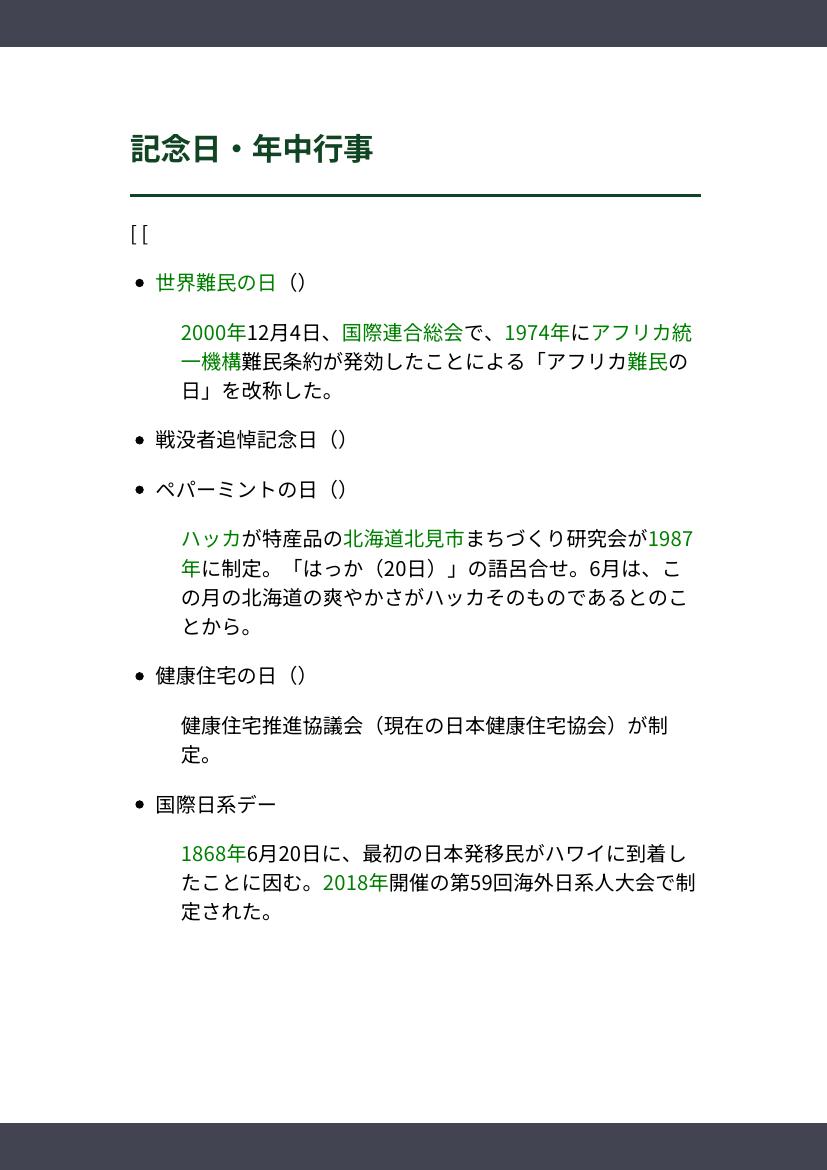 記念日・年中行事
[ [
• 世界難民の日（）
2000年12月4日、国際連合総会で、1974年にアフリカ統
一機構難民条約が発効したことによる「アフリカ難民の
日」を改称した。
• 戦没者追悼記念日（）
• ペパーミントの日（）
ハッカが特産品の北海道北見市まちづくり研究会が1987
年に制定。「はっか（20日）」の語呂合せ。6月は、こ
の月の北海道の爽やかさがハッカそのものであるとのこ
とから。
• 健康住宅の日（）
健康住宅推進協議会（現在の日本健康住宅協会）が制
定。
• 国際日系デー
1868年6月20日に、最初の日本発移民がハワイに到着し
たことに因む。2018年開催の第59回海外日系人大会で制
定された。